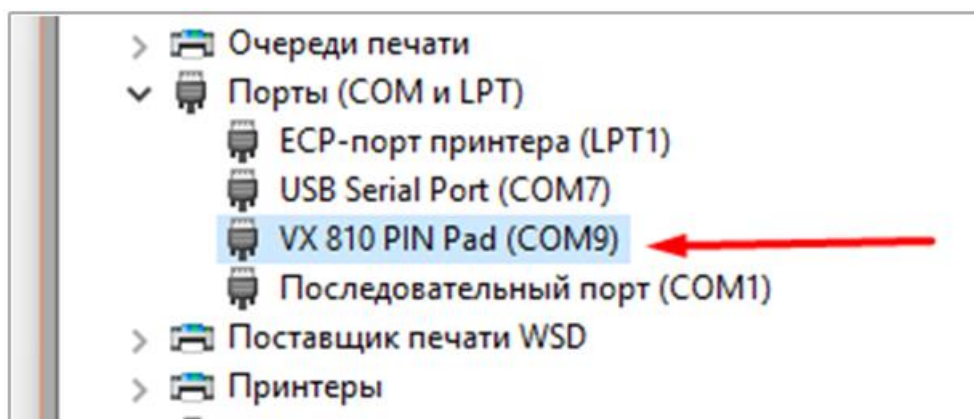 Очереди печати
Порты (COM и LPT)
ECP-порт принтера (LPT1)
USB Serial Port (COM7)
VX 810 PIN Pad (COM9)
Последовательный порт (COM1)
Поставщик печати WSD
Принтеры